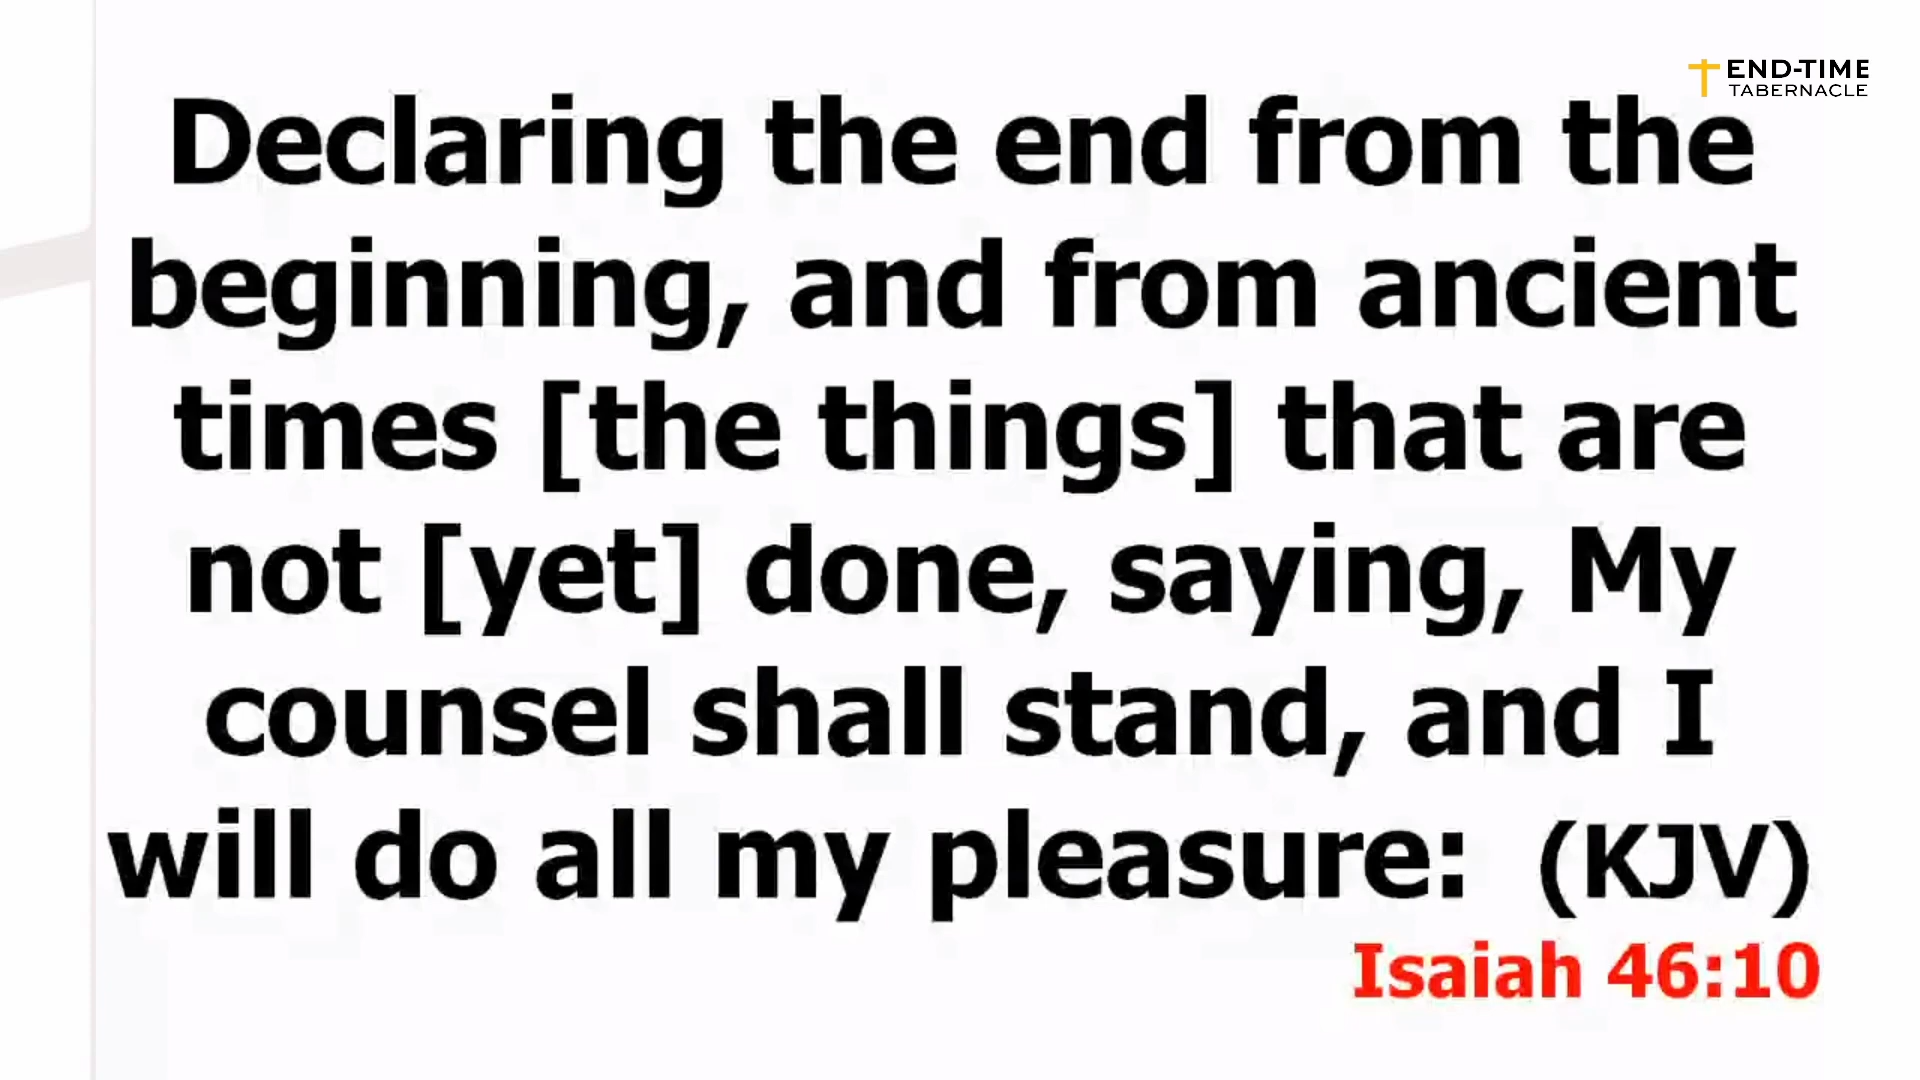 END-TIME
TABERNACLE
Declaring the end from the
beginning, and from ancient
times [the things] that are
not [yet] done, saying, My
counsel shall stand, and I
will do all my pleasure: (KJV)
Isaiah 46:10